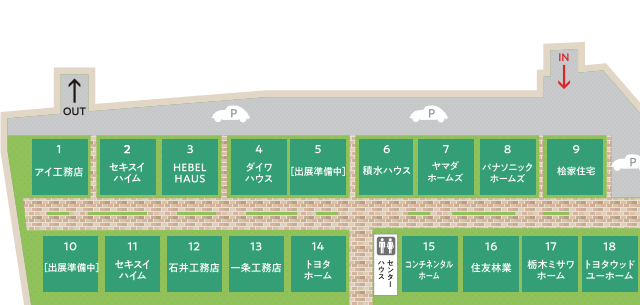 IN
OUT
P
P
P
1
アイ工務店
2
セキスイ
ハイム
3
HEBEL
HAUS
4
ダイワ
ハウス
5
[出展準備中]
6
積水ハウス
7
ヤマダ
ホームズ
8
パナソニック
ホームズ
9
桧家住宅
10
[出展準備中]
11
セキスイ
ハイム
12
石井工務店
13
一条工務店
14
トヨタ
ホーム
センター
ハウス
15
コンチネンタル
ホーム
16
住友林業
17
栃木ミサワ
ホーム
18
トヨタウッド
ユーホーム